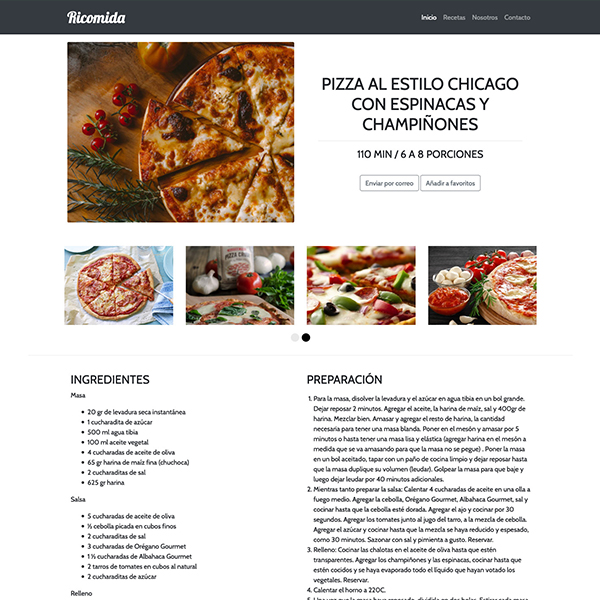 Ricomida
Inicio Recetas Nosotros Contacto
PIZZA AL ESTILO CHICAGO
CON ESPINACAS Y
CHAMPIÑONES
110 MIN / 6 A 8 PORCIONES
Enviar por correo Añadir a favoritos
PIZZA
INGREDIENTES
Masa
20 gr de levadura seca instantánea
1 cucharadita de azúcar
500 ml agua tibia
100 ml aceite vegetal
4 cucharadas de aceite de oliva
65 gr harina de maíz fina (chuchoca)
2 cucharaditas de sal
625 gr harina
Salsa
5 cucharadas de aceite de oliva
½ cebolla picada en cubos finos
2 cucharaditas de sal
3 cucharadas de Orégano Gourmet
1 ½ cucharadas de Albahaca Gourmet
2 tarros de tomates en cubos al natural
2 cucharaditas de azúcar
Relleno
PREPARACIÓN
1. Para la masa, disolver la levadura y el azúcar en agua tibia en un bol grande.
Dejar reposar 2 minutos. Agregar el aceite, la harina de maíz, sal y 400gr de
harina. Mezclar bien. Amasar y agregar el resto de harina, la cantidad
necesaria para tener una masa blanda. Poner en el mesón y amasar por 5
minutos o hasta tener una masa lisa y elástica (agregar harina en el mesón a
medida que se va amasando para que la masa no se pegue) . Poner la masa
en un bol aceitado, tapar con un paño de cocina limpio y dejar reposar hasta
que la masa duplique su volumen (leudar). Golpear la masa para que baje y
luego dejar leudar por 40 minutos adicionales.
2. Mientras tanto preparar la salsa: Calentar 4 cucharadas de aceite en una olla a
fuego medio. Agregar la cebolla, Orégano Gourmet, Albahaca Gourmet, sal y
cocinar hasta que la cebolla esté dorada. Agregar el ajo y cocinar por 30
segundos. Agregar los tomates junto al jugo del tarro, a la mezcla de cebolla.
Agregar el azúcar y cocinar hasta que la mezcla se haya reducido y espesado,
como 30 minutos. Sazonar con sal y pimienta a gusto. Reservar.
3. Relleno: Cocinar las chalotas en el aceite de oliva hasta que estén
transparentes. Agregar los champiñones y las espinacas, cocinar hasta que
estén cocidos y se haya evaporado todo el líquido que hayan votado los
vegetales. Reservar.
4. Calentar el horno a 220C.